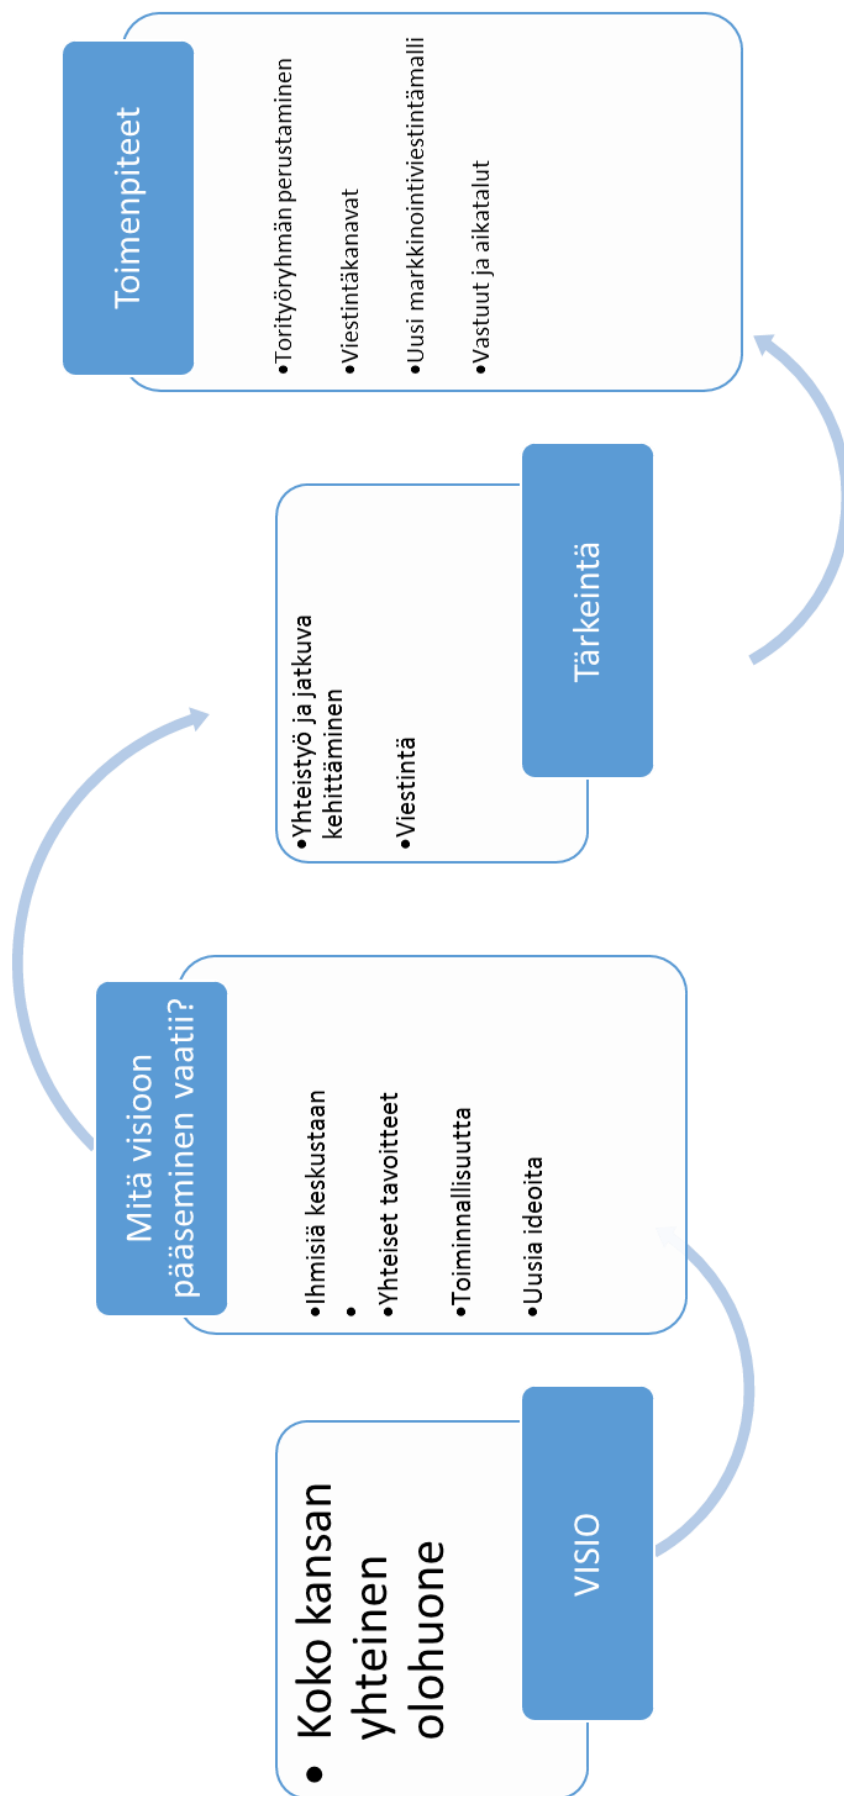 • Koko kansan
yhteinen
olohuone
VISIO
Mitä visioon
pääseminen vaatii?
•Ihmisiä keskustaan
•
•Yhteiset tavoitteet
•Toiminnallisuutta
•Uusia ideoita
•Yhteistyö ja jatkuva
kehittäminen
•Viestintä
Tärkeintä
Toimenpiteet
•Torityöryhmän perustaminen
•Viestintäkanavat
•Uusi markkinointiviestintämalli
•Vastuut ja aikatalut